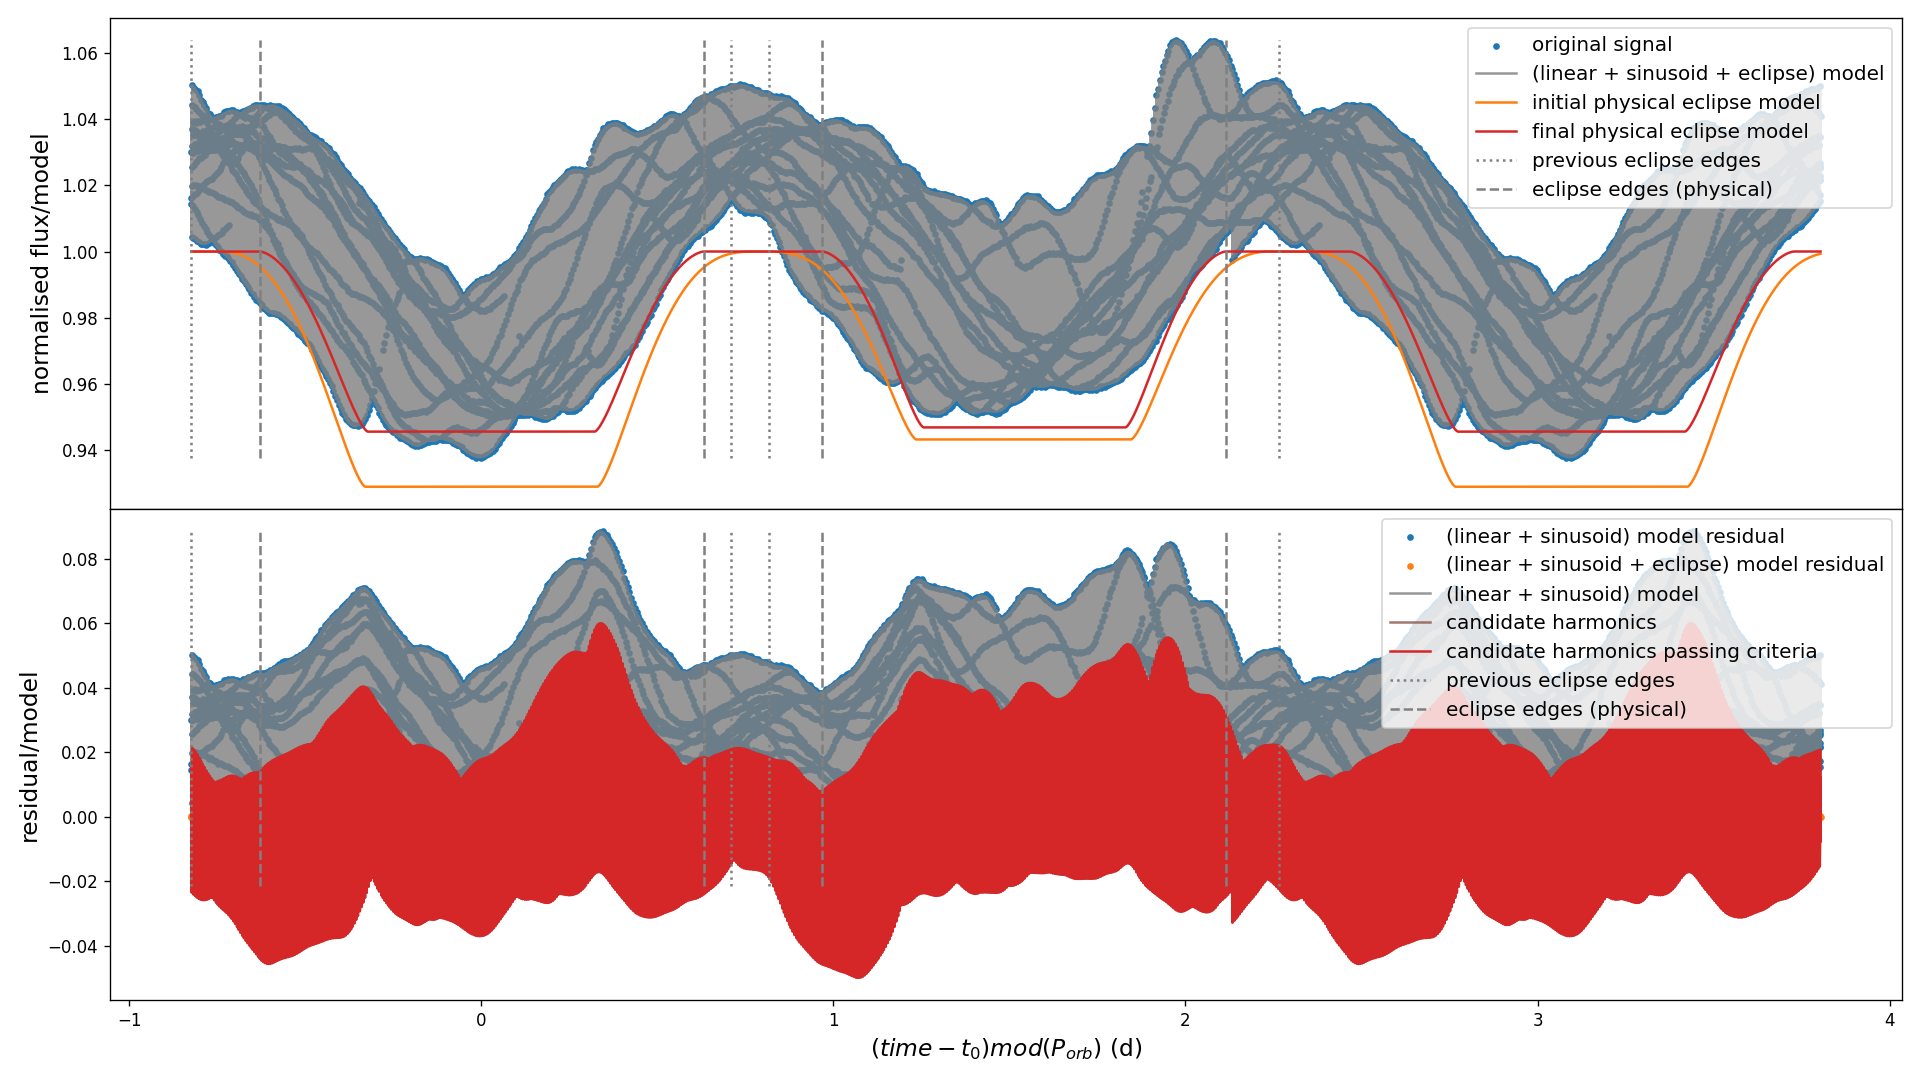 normalised flux/model
1.06
1.04
1.02
1.00
0.98
0.96
0.94
original signal
(linear + sinusoid + eclipse) model
initial physical eclipse model
final physical eclipse model
previous eclipse edges
eclipse edges (physical)
residual/model
0.08
0.06
0.04
0.02
0.00
−0.02
−0.04
(linear + sinusoid) model residual
(linear + sinusoid + eclipse) model residual
(linear + sinusoid) model
candidate harmonics
candidate harmonics passing criteria
previous eclipse edges
eclipse edges (physical)
−1 0 1 2 3 4
(time − t₀)mod(P_orb) (d)